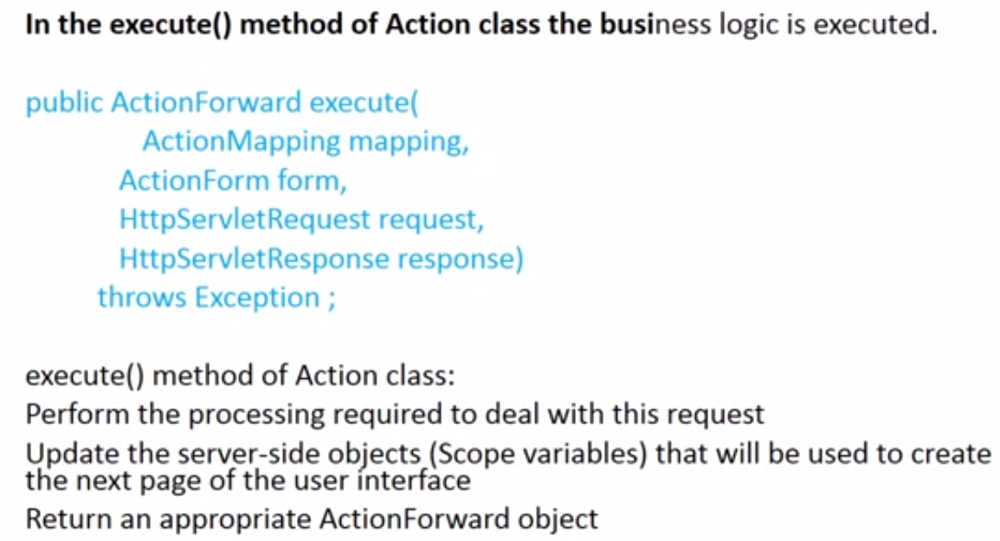 In the execute() method of Action class the business logic is executed.
public ActionForward execute(
ActionMapping mapping,
ActionForm form,
HttpServletRequest request,
HttpServletResponse response)
throws Exception ;
execute() method of Action class:
Perform the processing required to deal with this request
Update the server-side objects (Scope variables) that will be used to create
the next page of the user interface
Return an appropriate ActionForward object